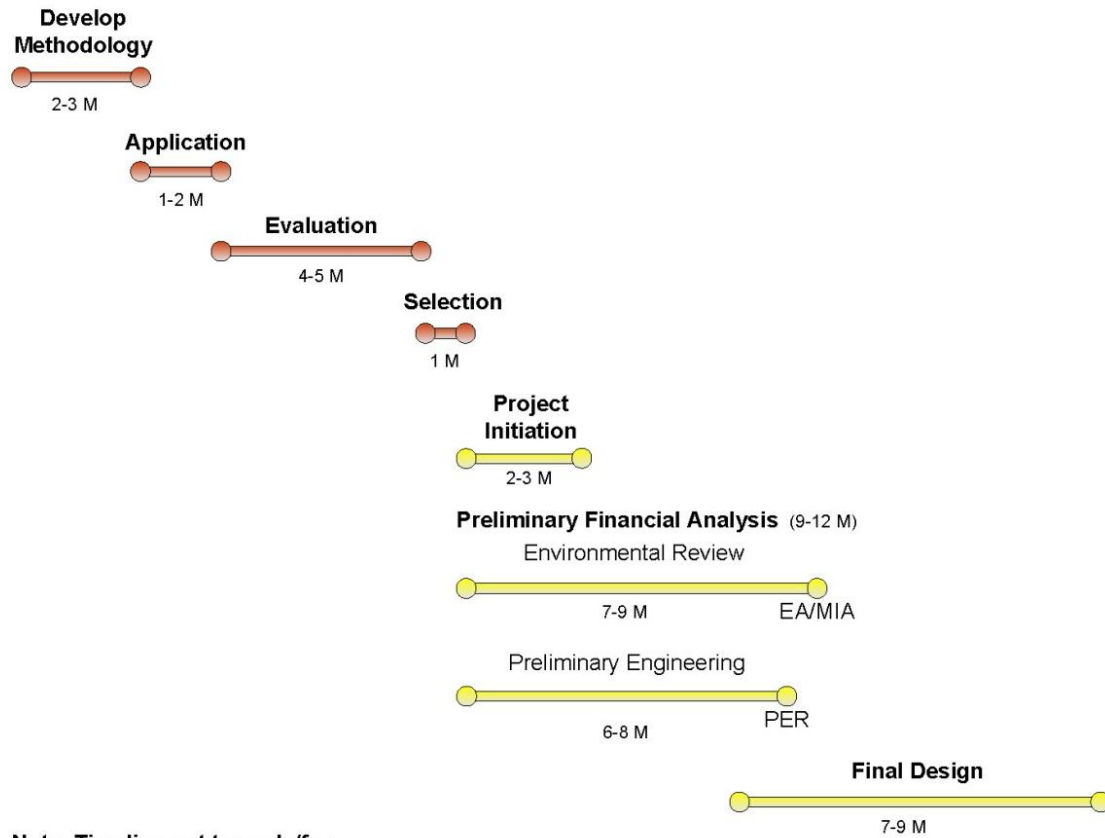 Develop
Methodology
2-3 M
Application
1-2 M
Evaluation
4-5 M
Selection
1 M
Project
Initiation
2-3 M
Preliminary Financial Analysis (9-12 M)
Environmental Review
7-9 M
EA/MIA
Preliminary Engineering
PER
6-8 M
Final Design
7-9 M